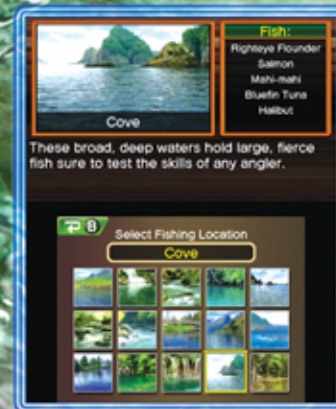 Fish:
Righteye Flounder
Salmon
Mahi-mahi
Bluefin Tuna
Halibut
Cove
These broad, deep waters hold large, fierce
fish sure to test the skills of any angler.
B
Select Fishing Location
Cove